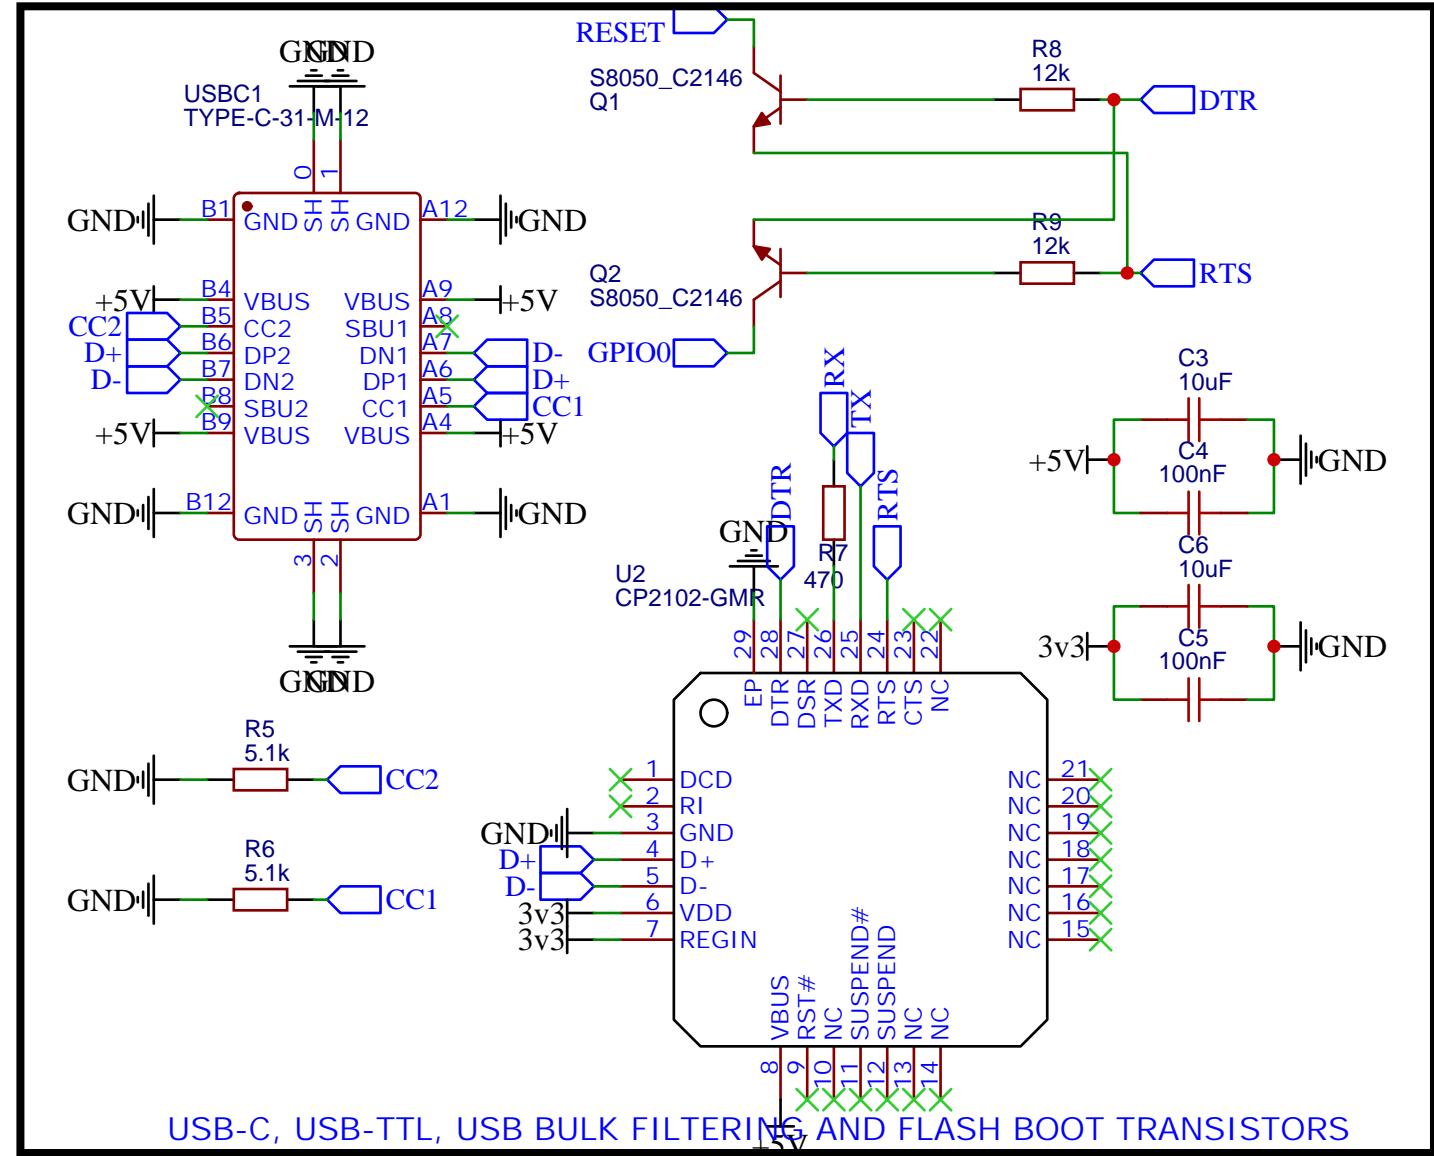 GND
GND
USBC1
TYPE-C-31-M-12
0
1
SH
SH
GND
B1
GND
GND
A12
GND
+5V
B4
VBUS
VBUS
A9
+5V
CC2
B5
CC2
SBU1
A8
D+
B6
DP2
DN1
A7
D-
D-
B7
DN2
DP1
A6
D+
B8
SBU2
CC1
A5
CC1
+5V
B9
VBUS
VBUS
A4
+5V
GND
B12
GND
GND
A1
GND
SH
SH
3
2
GND
GND
RESET
S8050_C2146
Q1
R8
12k
DTR
R9
12k
RTS
Q2
S8050_C2146
GPIO0
C3
10uF
+5V
C4
100nF
GND
C6
10uF
3v3
C5
100nF
GND
R5
5.1k
GND
CC2
R6
5.1k
GND
CC1
RX
TX
DTR
RTS
GND
R7
470
U2
CP2102-GMR
29
28
27
26
25
24
23
22
EP
DTR
DSR
TXD
RXD
RTS
CTS
NC
1
DCD
2
RI
GND
3
GND
D+
4
D+
D-
5
D-
3v3
6
VDD
3v3
7
REGIN
NC
21
NC
20
NC
19
NC
18
NC
17
NC
16
NC
15
VBUS
RST#
NC
SUSPEND#
SUSPEND
NC
NC
8
9
10
11
12
13
14
+5V
USB-C, USB-TTL, USB BULK FILTERING AND FLASH BOOT TRANSISTORS